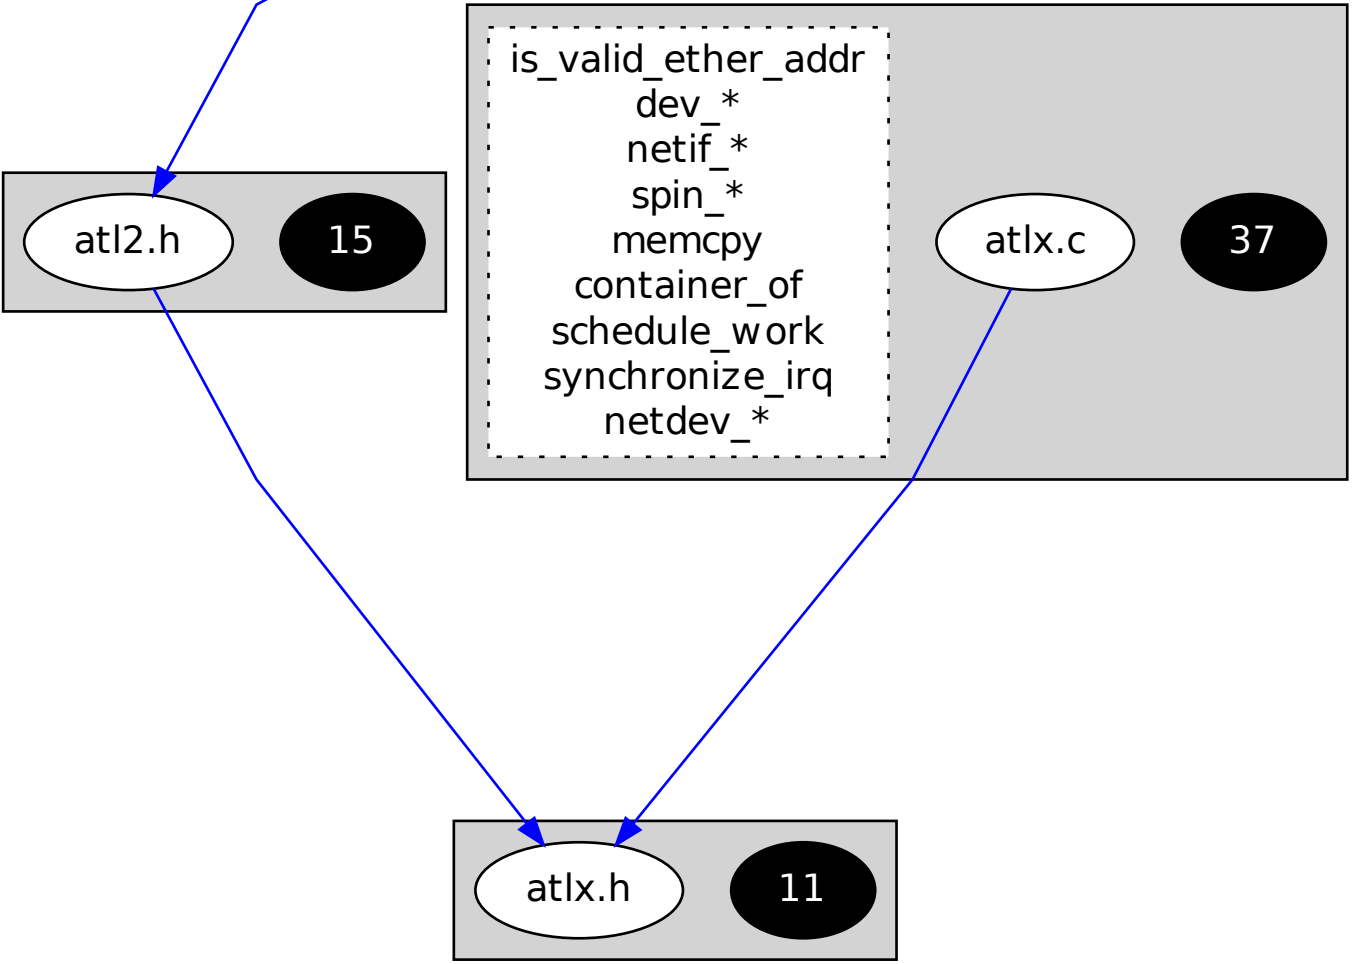 is_valid_ether_addr
dev_*
netif_*
spin_*
memcpy
container_of
schedule_work
synchronize_irq
netdev_*
atl2.h
15
atlx.c
37
atlx.h
11